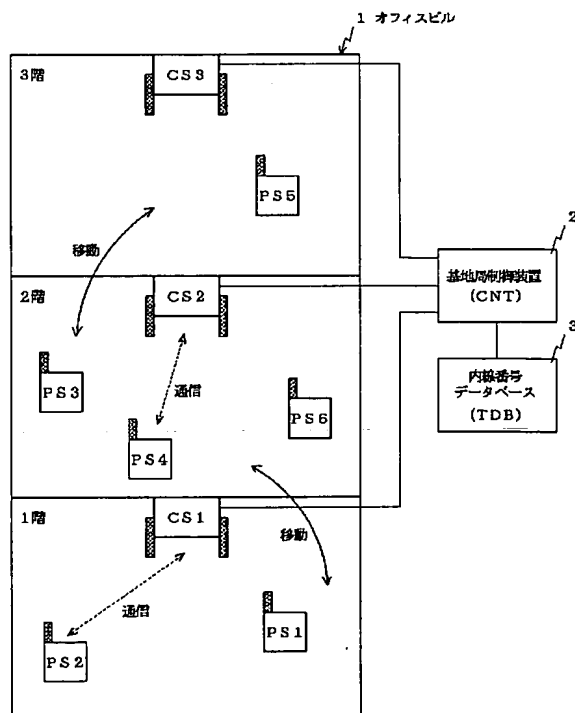 1 オフィスビル
3階
CS3
PS5
移動
2
基地局制御装置
(CNT)
2階
CS2
3
内線番号
データベース
(TDB)
通信
PS3
PS6
PS4
1階
CS1
移動
通信
PS1
PS2